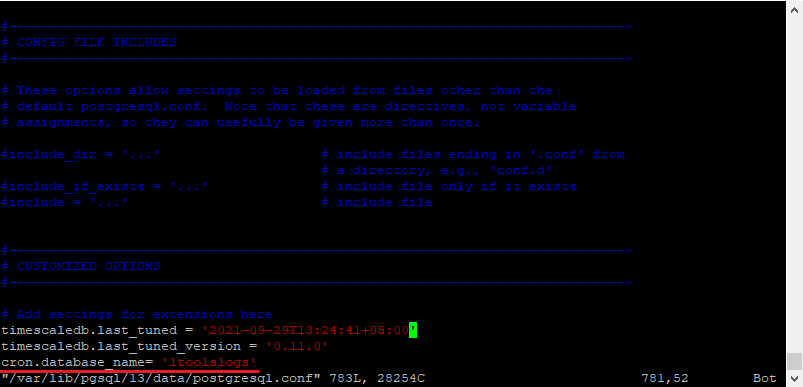 #------------------------------------------------------------------------------
# CONFIG FILE INCLUDES
#------------------------------------------------------------------------------
# These options allow settings to be loaded from files other than the
# default postgresql.conf.  Note that these are directives, not variable
# assignments, so they can usefully be given more than once.
#include_dir = '...'                    # include files ending in '.conf' from
                                        # a directory, e.g., 'conf.d'
#include_if_exists = '...'              # include file only if it exists
#include = '...'                        # include file
#------------------------------------------------------------------------------
# CUSTOMIZED OPTIONS
#------------------------------------------------------------------------------
# Add settings for extensions here
timescaledb.last_tuned = '2021-09-29T13:24:41+05:00'
timescaledb.last_tuned_version = '0.11.0'
cron.database_name= 'ltoolslogs'
"/var/lib/pgsql/13/data/postgresql.conf" 783L, 28254C                         781,52        Bot